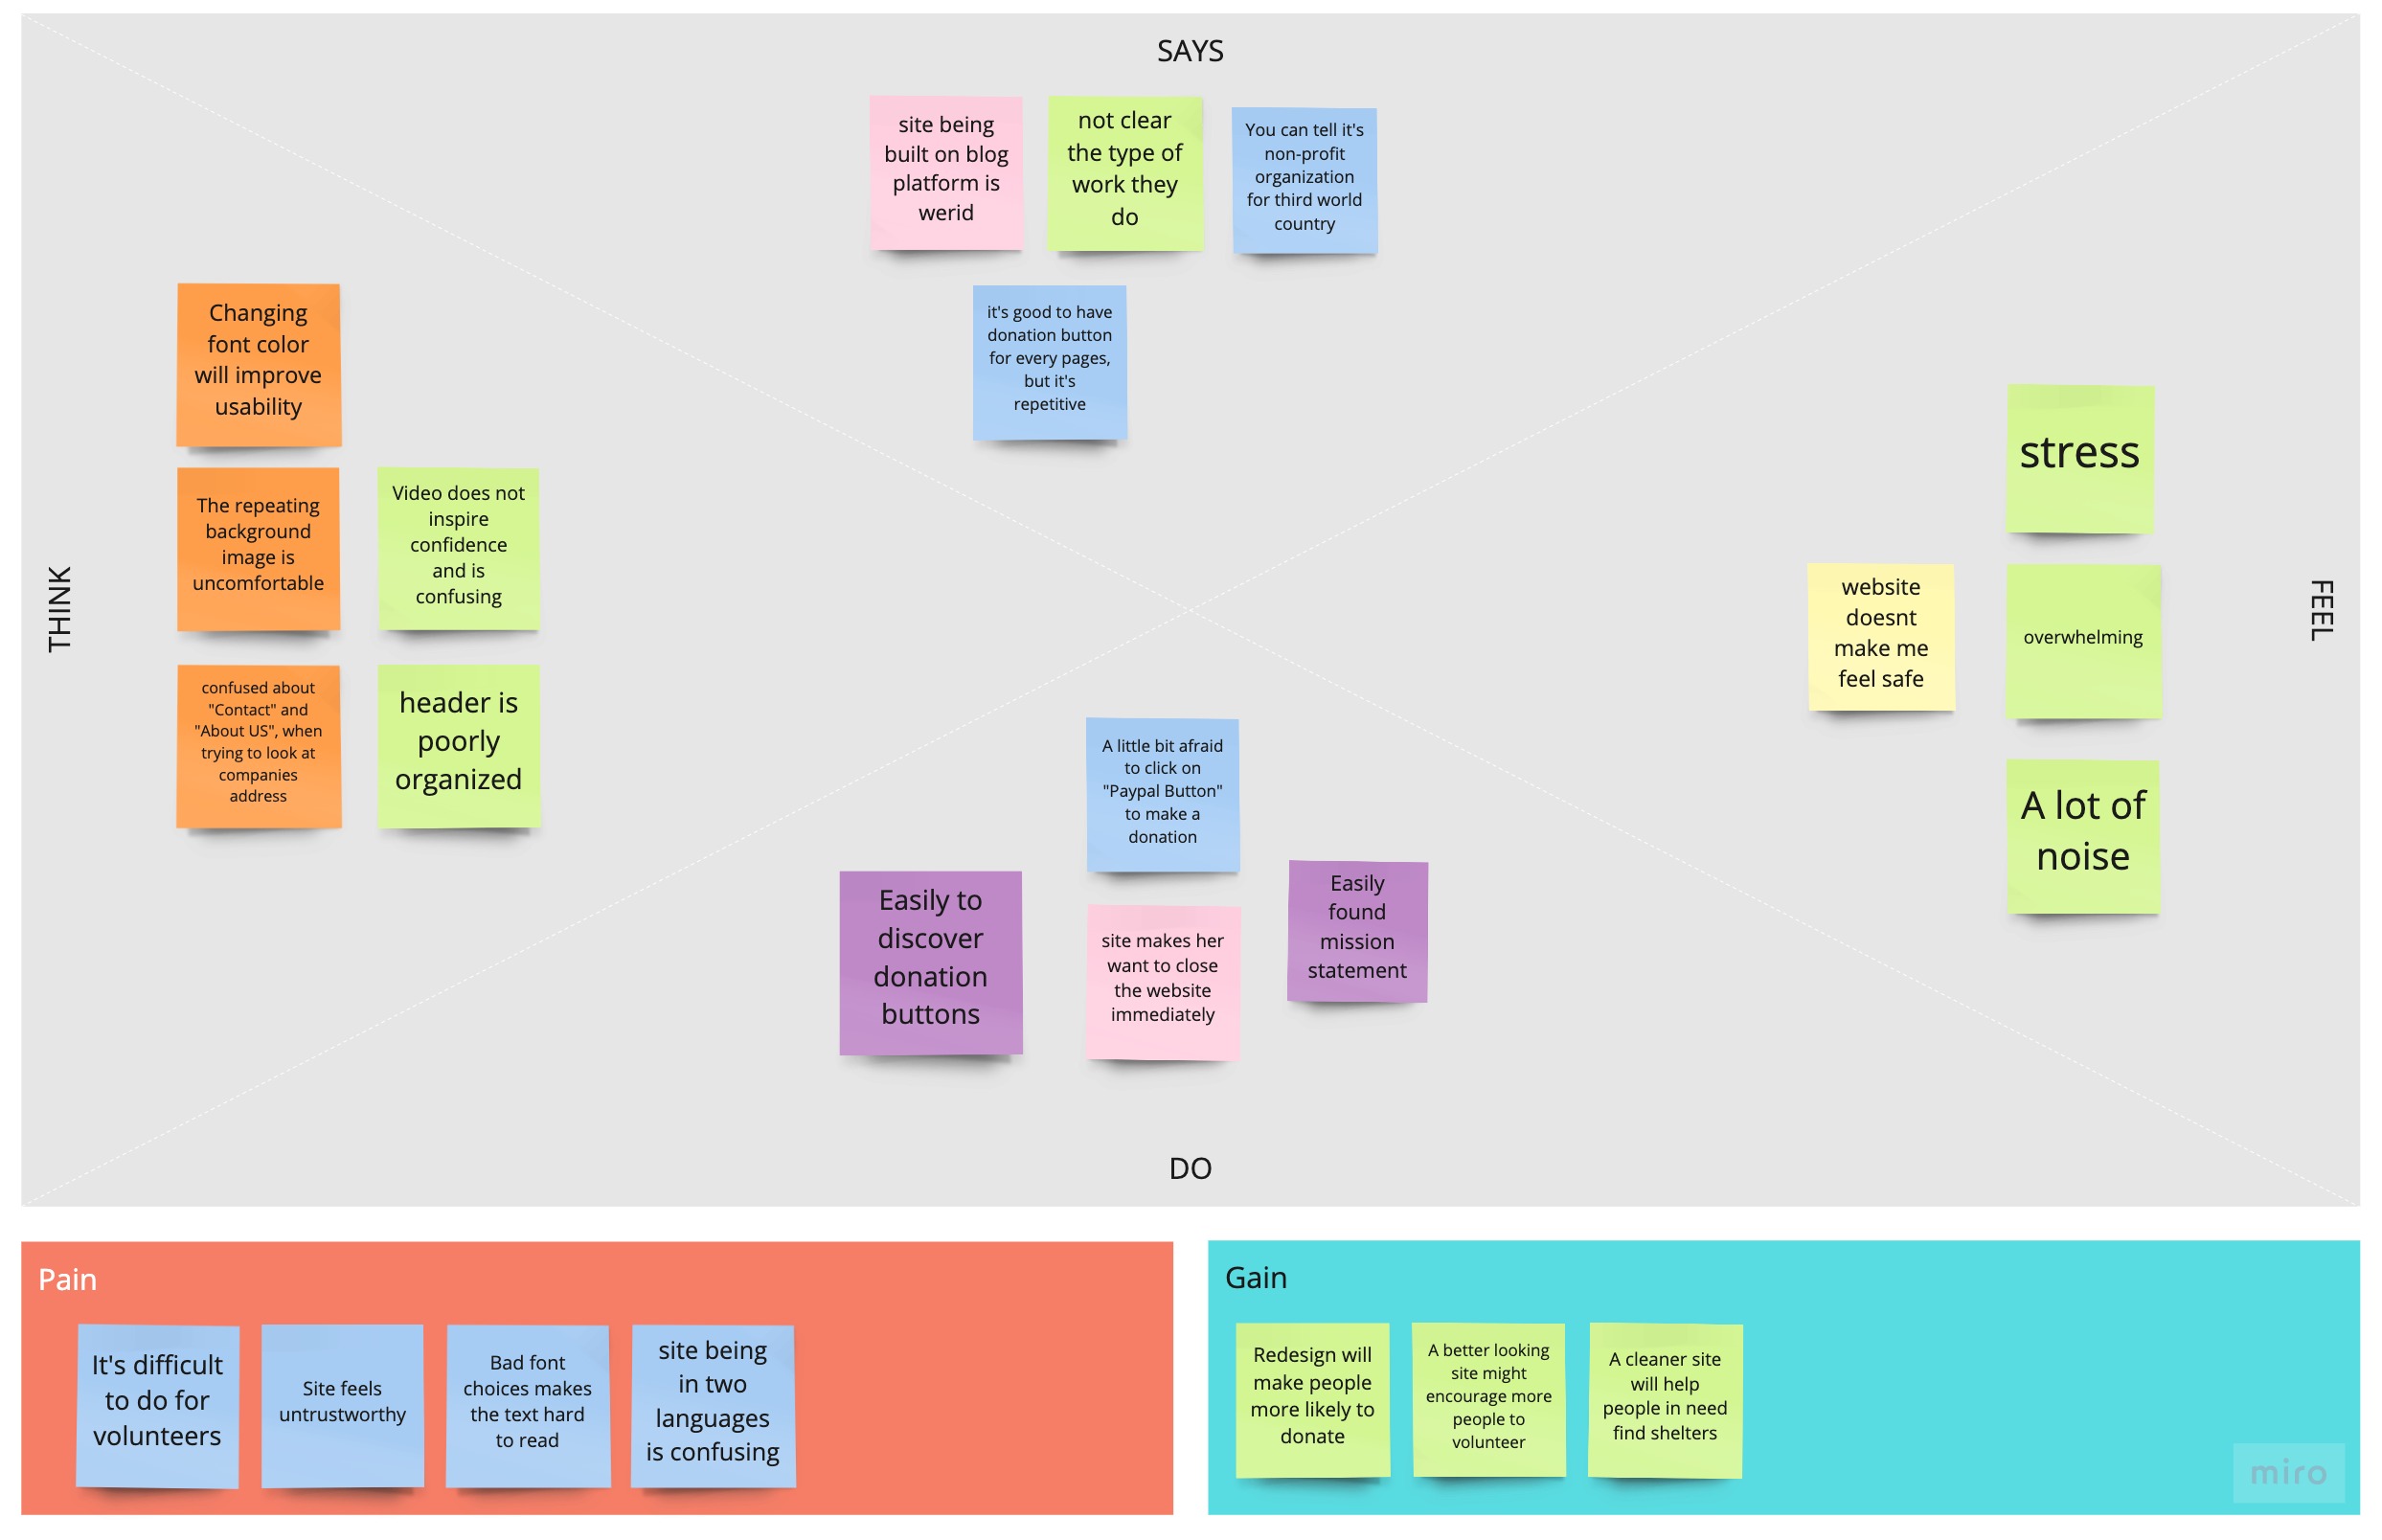 SAYS
site being
built on blog
platform is
werid
not clear
the type of
work they
do
You can tell it's
non-profit
organization
for third world
country
it's good to have
donation button
for every pages,
but it's
repetitive
THINK
Changing
font color
will improve
usability
The repeating
background
image is
uncomfortable
Video does not
inspire
confidence
and is
confusing
confused about
"Contact" and
"About US", when
trying to look at
companies
address
header is
poorly
organized
FEEL
stress
website
doesnt
make me
feel safe
overwhelming
A lot of
noise
A little bit afraid
to click on
"Paypal Button"
to make a
donation
Easily to
discover
donation
buttons
site makes her
want to close
the website
immediately
Easily
found
mission
statement
DO
Pain
It's difficult
to do for
volunteers
Site feels
untrustworthy
Bad font
choices makes
the text hard
to read
site being
in two
languages
is confusing
Gain
Redesign will
make people
more likely to
donate
A better looking
site might
encourage more
people to
volunteer
A cleaner site
will help
people in need
find shelters
miro